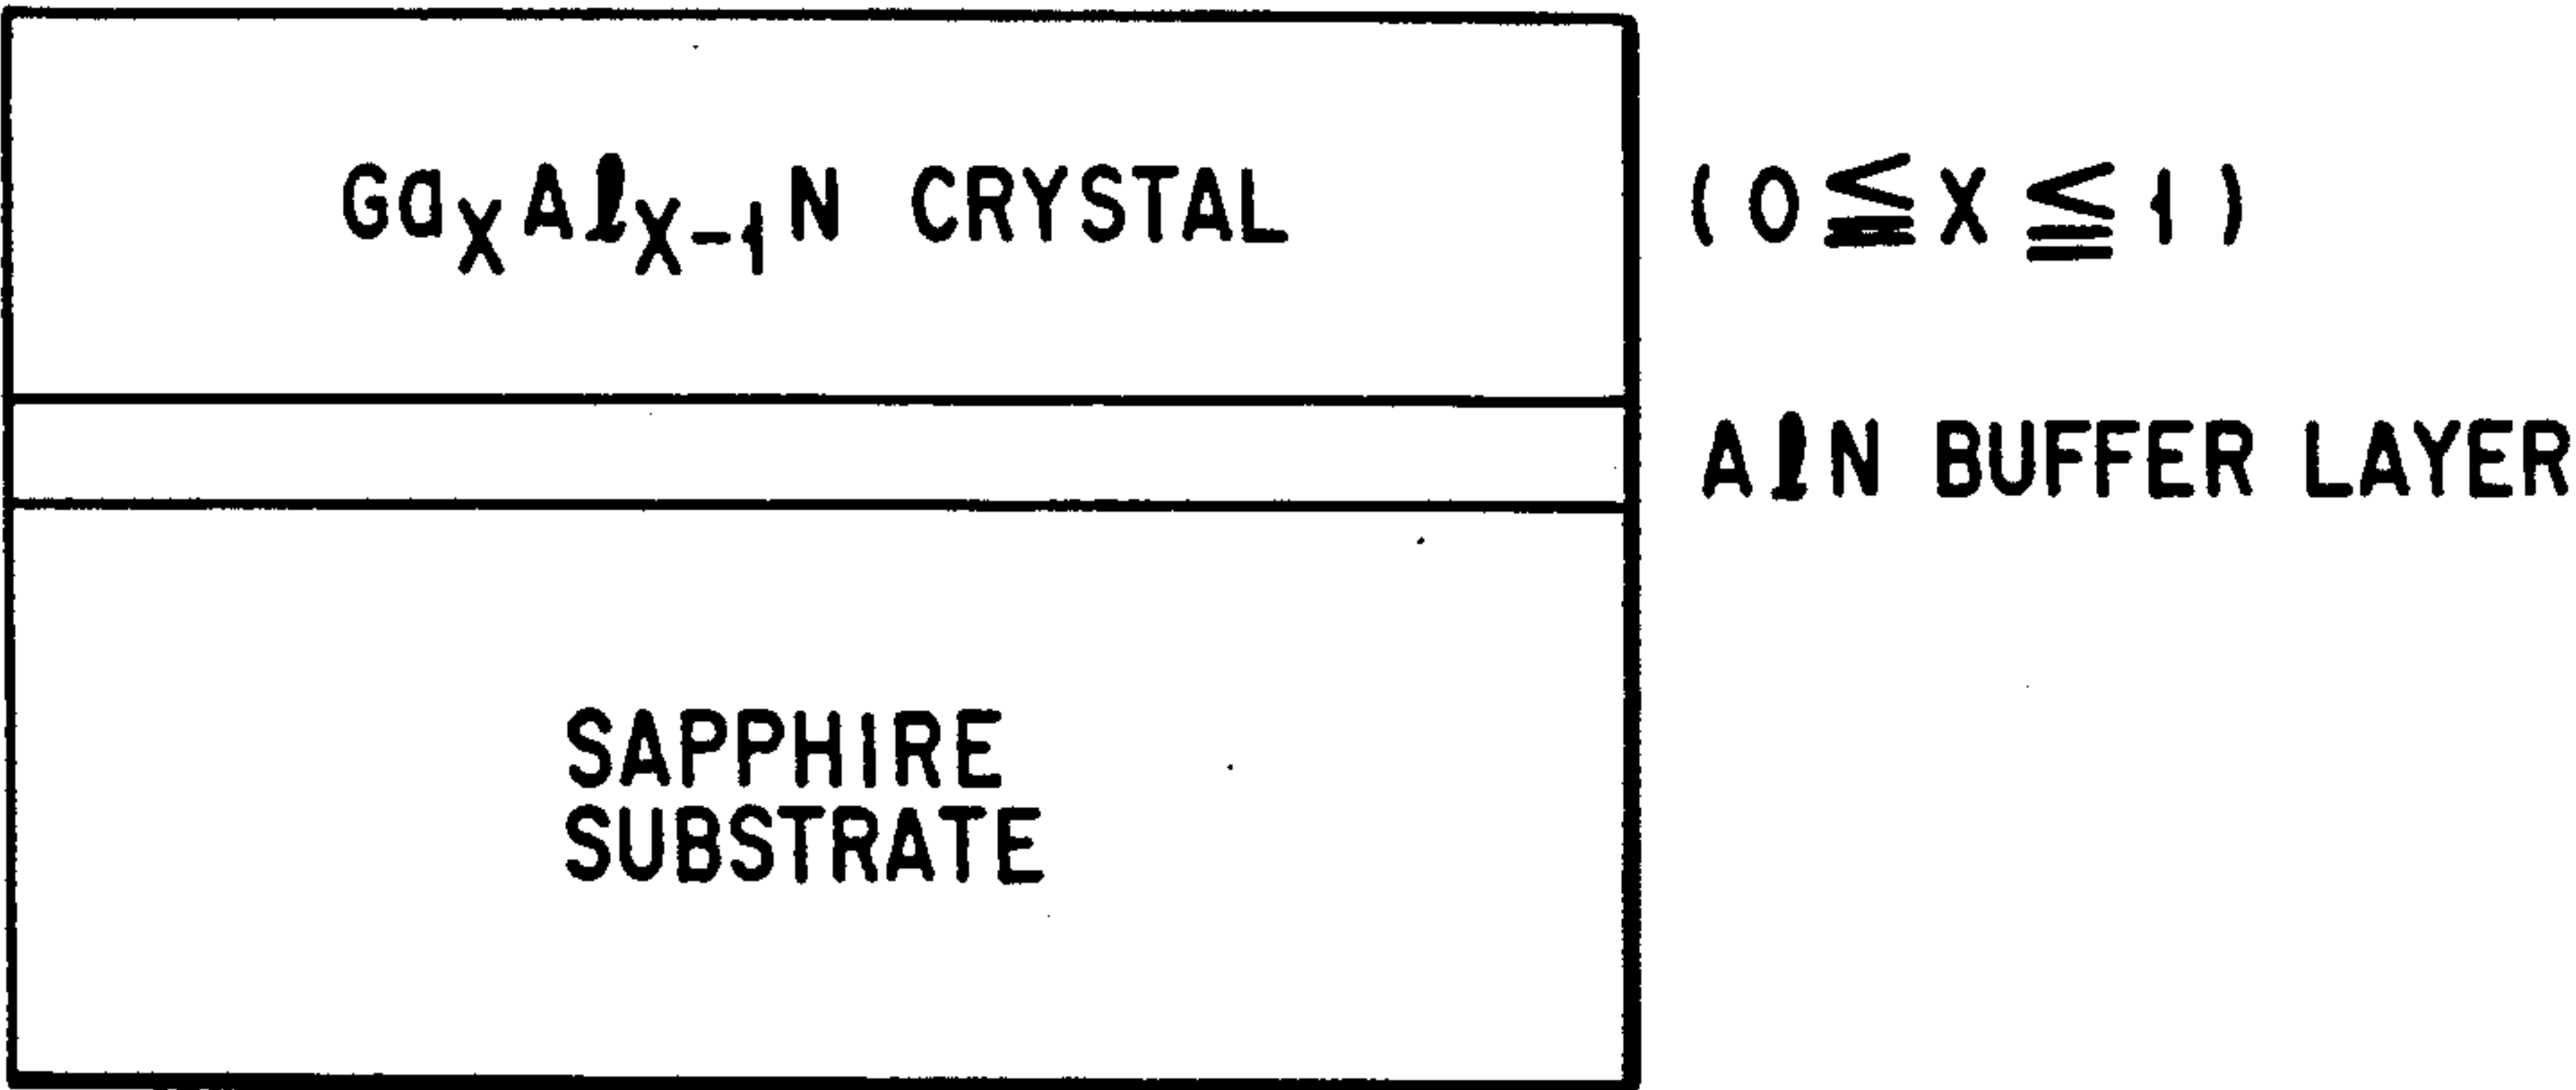 GaXAlX-1N CRYSTAL (0≦X≦1)
AlN BUFFER LAYER
SAPPHIRE
SUBSTRATE